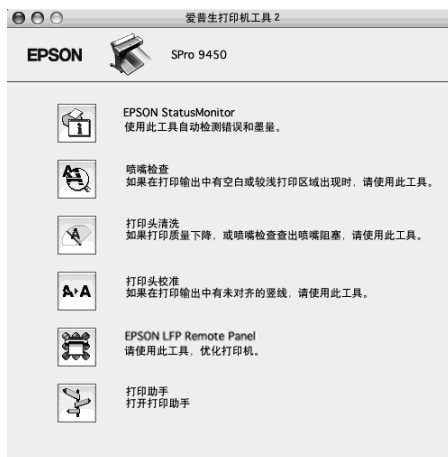 爱普生打印机工具 2
EPSON
SPro 9450
EPSON StatusMonitor
使用此工具自动检测错误和墨量。
喷嘴检查
如果在打印输出中有空白或较浅打印区域出现时，请使用此工具。
打印头清洗
如果打印质量下降，或喷嘴检查查出喷嘴阻塞，请使用此工具。
打印头校准
如果在打印输出中有未对齐的竖线，请使用此工具。
EPSON LFP Remote Panel
请使用此工具，优化打印机。
打印助手
打开打印助手